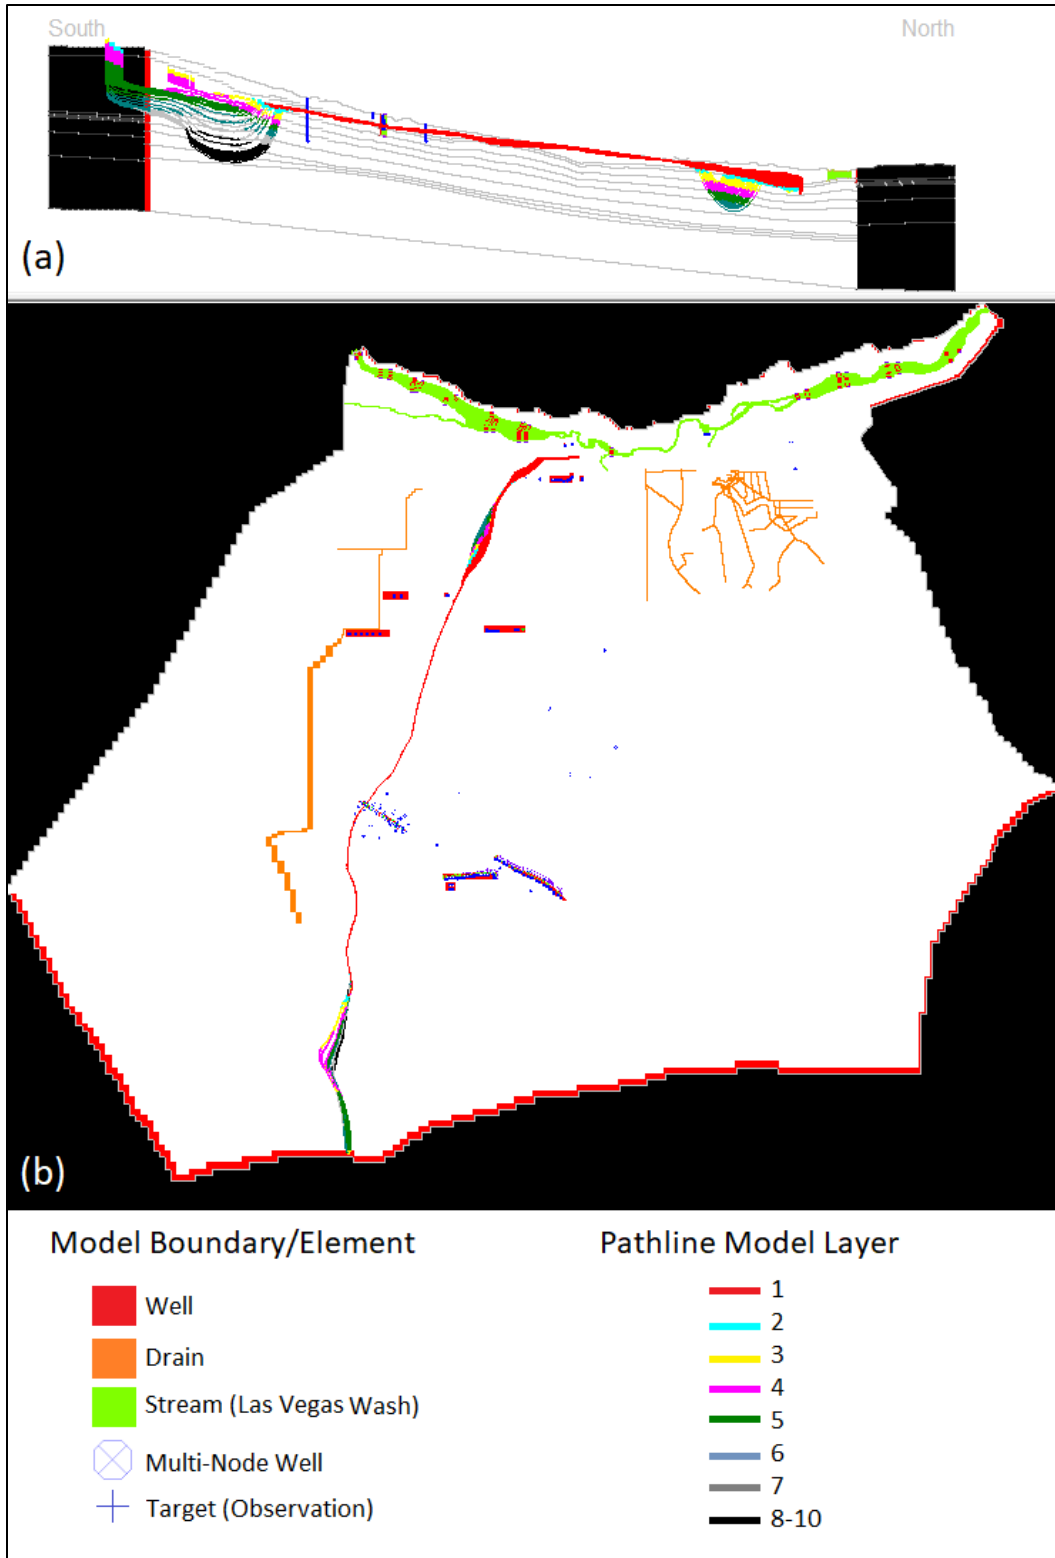 South North
(a)
(b)
Model Boundary/Element
Well
Drain
Stream (Las Vegas Wash)
Multi-Node Well
Target (Observation)
Pathline Model Layer
1
2
3
4
5
6
7
8-10